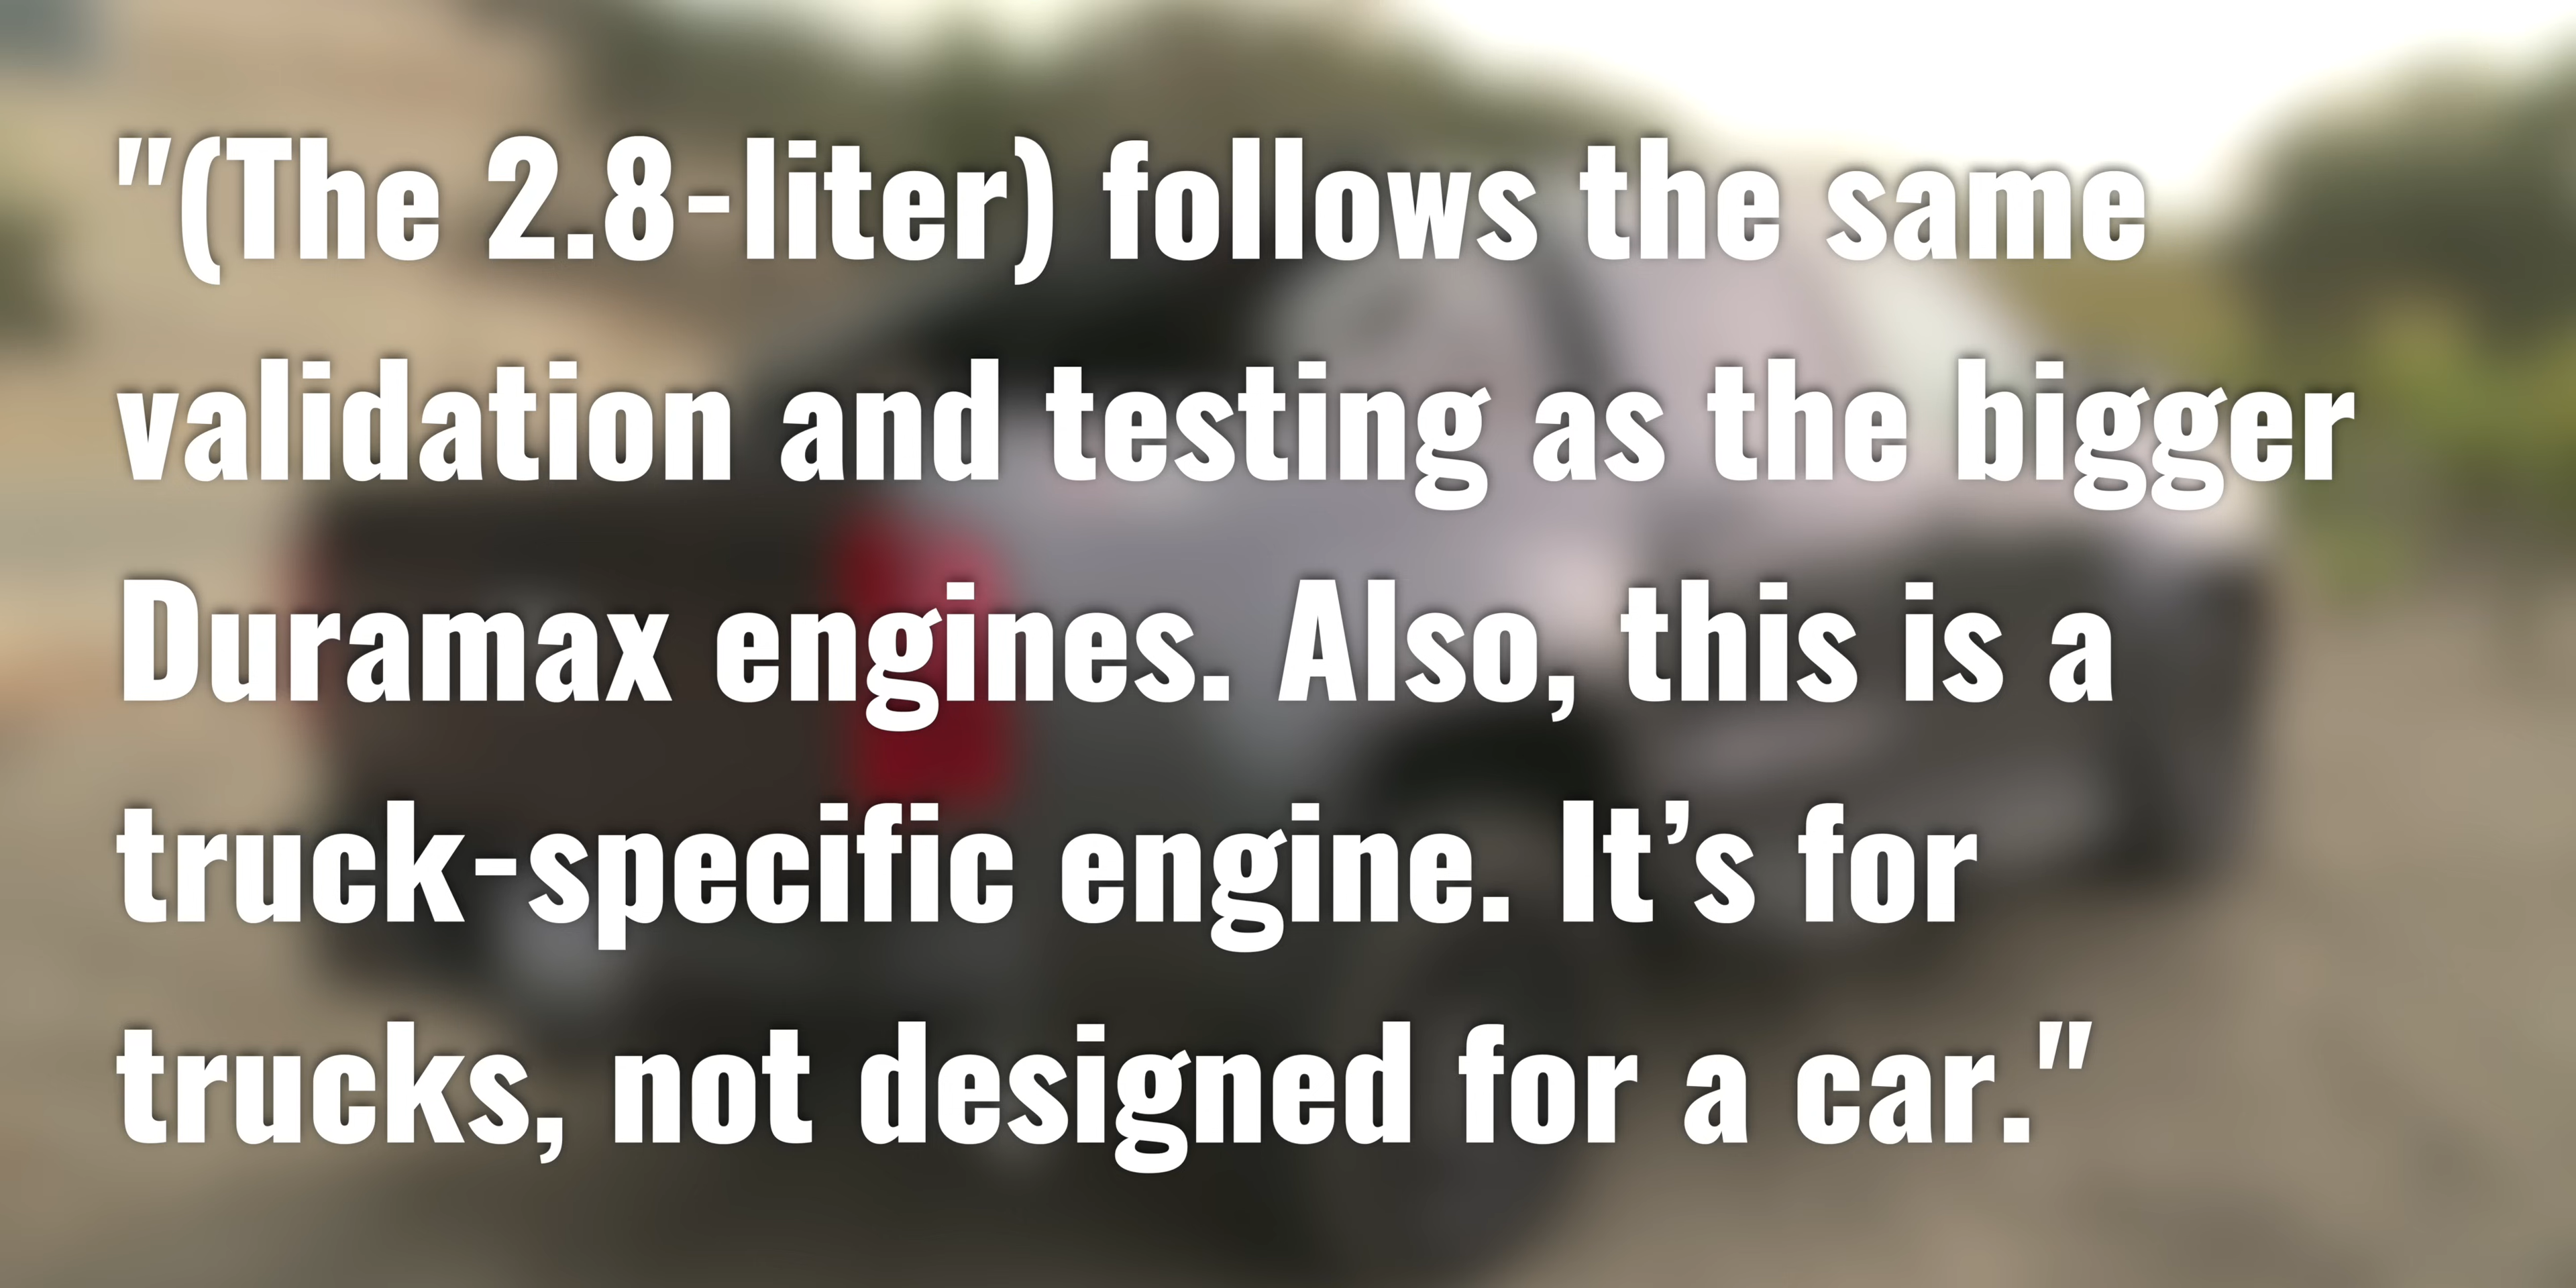 "(The 2.8-liter) follows the same
validation and testing as the bigger
Duramax engines. Also, this is a
truck-specific engine. It’s for
trucks, not designed for a car."